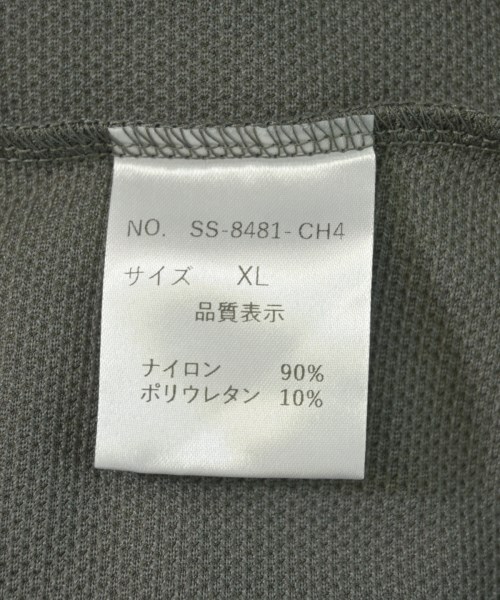 NO. SS-8481-CH4
サイズ XL
品質表示
ナイロン 90%
ポリウレタン 10%